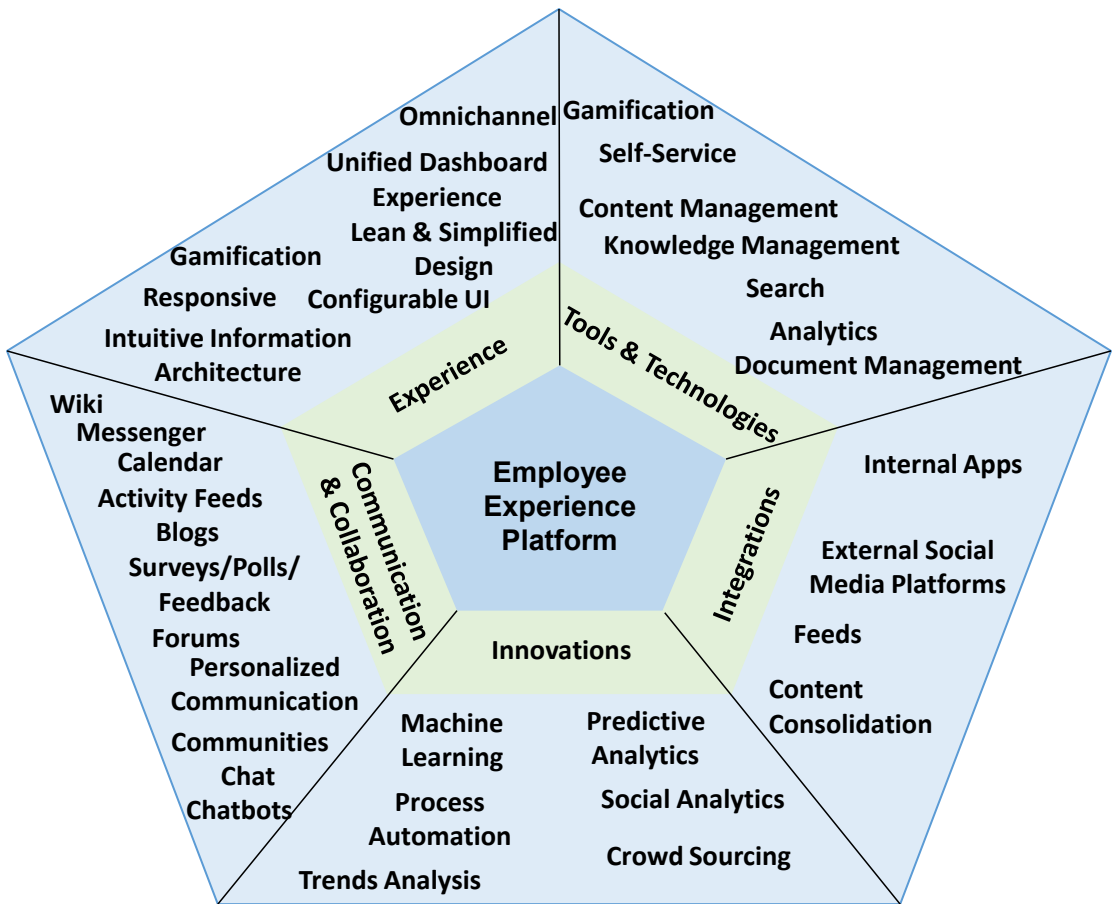 Omnichannel
Unified Dashboard
Experience
Lean & Simplified
Design
Configurable UI
Gamification
Responsive
Intuitive Information
Architecture
Experience
Gamification
Self-Service
Content Management
Knowledge Management
Search
Analytics
Document Management
Tools & Technologies
Employee
Experience
Platform
Wiki
Messenger
Calendar
Activity Feeds
Blogs
Surveys/Polls/
Feedback
Forums
Personalized
Communication
Communities
Chat
Chatbots
Communication
& Collaboration
Internal Apps
External Social
Media Platforms
Feeds
Content
Consolidation
Integrations
Innovations
Machine
Learning
Process
Automation
Trends Analysis
Predictive
Analytics
Social Analytics
Crowd Sourcing